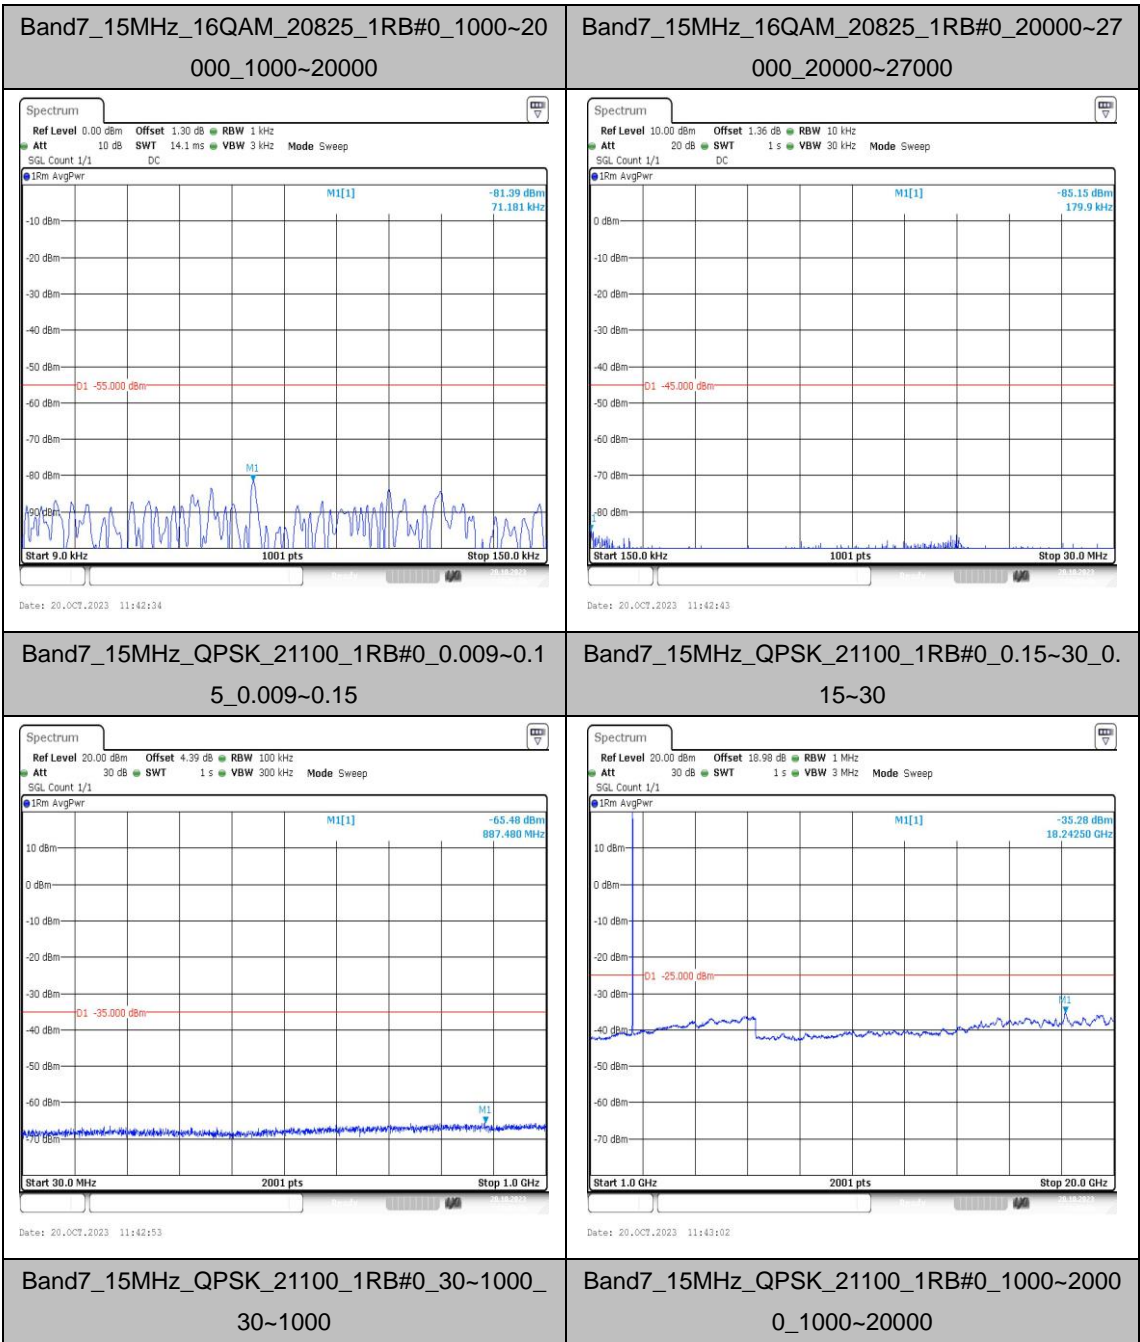 Band7_15MHz_16QAM_20825_1RB#0_1000~20
000_1000~20000
Band7_15MHz_16QAM_20825_1RB#0_20000~27
000_20000~27000
Spectrum
Ref Level 0.00 dBm Offset 1.30 dB RBW 1 kHz
Att 10 dB SWT 14.1 ms VBW 3 kHz Mode Sweep
SGL Count 1/1 DC
1Rm AvgPwr
M1[1] -81.39 dBm
71.181 kHz
-10 dBm
-20 dBm
-30 dBm
-40 dBm
-50 dBm
D1 -55.000 dBm
-60 dBm
-70 dBm
M1
-80 dBm
-90 dBm
Start 9.0 kHz 1001 pts Stop 150.0 kHz
Date: 20.OCT.2023 11:42:34
Spectrum
Ref Level 10.00 dBm Offset 1.36 dB RBW 10 kHz
Att 20 dB SWT 1 s VBW 30 kHz Mode Sweep
SGL Count 1/1 DC
1Rm AvgPwr
M1[1] -85.15 dBm
179.9 kHz
0 dBm
-10 dBm
-20 dBm
-30 dBm
-40 dBm
D1 -45.000 dBm
-50 dBm
-60 dBm
-70 dBm
-80 dBm
Start 150.0 kHz 1001 pts Stop 30.0 MHz
Date: 20.OCT.2023 11:42:43
Band7_15MHz_QPSK_21100_1RB#0_0.009~0.1
5_0.009~0.15
Band7_15MHz_QPSK_21100_1RB#0_0.15~30_0.
15~30
Spectrum
Ref Level 20.00 dBm Offset 4.39 dB RBW 100 kHz
Att 30 dB SWT 1 s VBW 300 kHz Mode Sweep
SGL Count 1/1
1Rm AvgPwr
M1[1] -65.48 dBm
887.480 MHz
10 dBm
0 dBm
-10 dBm
-20 dBm
-30 dBm
D1 -35.000 dBm
-40 dBm
-50 dBm
-60 dBm
M1
-70 dBm
Start 30.0 MHz 2001 pts Stop 1.0 GHz
Date: 20.OCT.2023 11:42:53
Spectrum
Ref Level 20.00 dBm Offset 18.98 dB RBW 1 MHz
Att 30 dB SWT 1 s VBW 3 MHz Mode Sweep
SGL Count 1/1
1Rm AvgPwr
M1[1] -35.28 dBm
18.24250 GHz
10 dBm
0 dBm
-10 dBm
-20 dBm
D1 -25.000 dBm
-30 dBm
M1
-40 dBm
-50 dBm
-60 dBm
-70 dBm
Start 1.0 GHz 2001 pts Stop 20.0 GHz
Date: 20.OCT.2023 11:43:02
Band7_15MHz_QPSK_21100_1RB#0_30~1000_
30~1000
Band7_15MHz_QPSK_21100_1RB#0_1000~2000
0_1000~20000